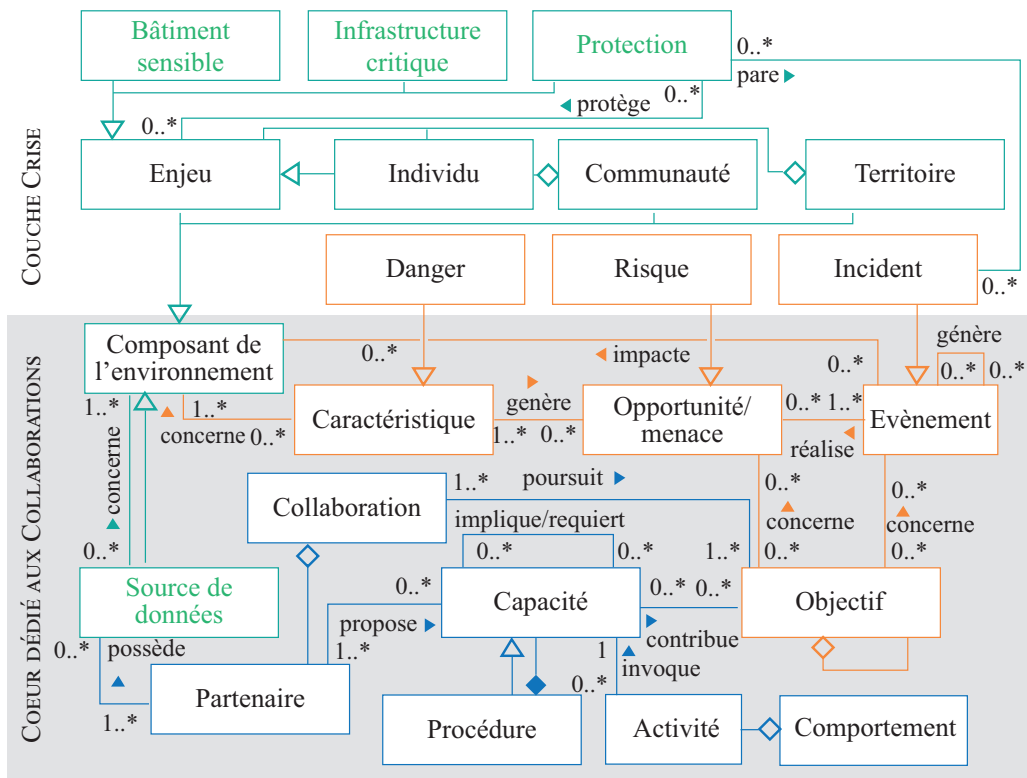 Bâtiment
sensible
Infrastructure
critique
Protection
0..*
pare
0..*
protège
0..*
Enjeu
Individu
Communauté
Territoire
COUCHE CRISE
Danger
Risque
Incident
0..*
Composant de
l'environnement
0..*
impacte
0..*
génère
0..*
0..*
1..*
1..*
concerne
0..*
Caractéristique
genère
1..*
0..*
Opportunité/
menace
0..*
1..*
réalise
Evènement
concerne
0..*
Collaboration
1..*
poursuit
implique/requiert
0..*
0..*
0..*
concerne
0..*
1..*
0..*
concerne
0..*
Source de
données
0..*
possède
1..*
Partenaire
0..*
propose
1..*
Capacité
0..*
0..*
contribue
Objectif
1
invoque
0..*
Procédure
Activité
Comportement
COEUR DÉDIÉ AUX COLLABORATIONS